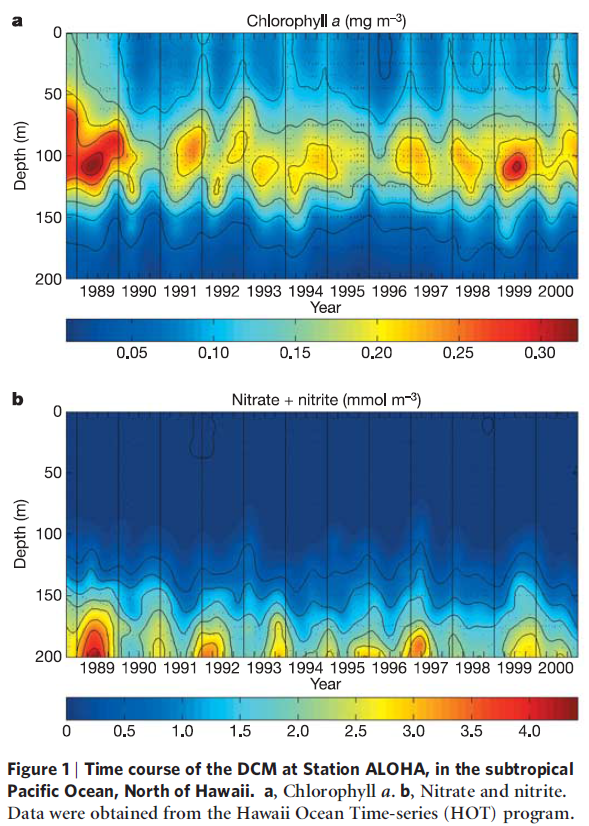 a
Chlorophyll a (mg m–3)
0
50
100
150
200
Depth (m)
1989 1990 1991 1992 1993 1994 1995 1996 1997 1998 1999 2000
Year
0.05 0.10 0.15 0.20 0.25 0.30
b
Nitrate + nitrite (mmol m–3)
0
50
100
150
200
Depth (m)
1989 1990 1991 1992 1993 1994 1995 1996 1997 1998 1999 2000
Year
0 0.5 1.0 1.5 2.0 2.5 3.0 3.5 4.0
Figure 1 | Time course of the DCM at Station ALOHA, in the subtropical
Pacific Ocean, North of Hawaii. a, Chlorophyll a. b, Nitrate and nitrite.
Data were obtained from the Hawaii Ocean Time-series (HOT) program.